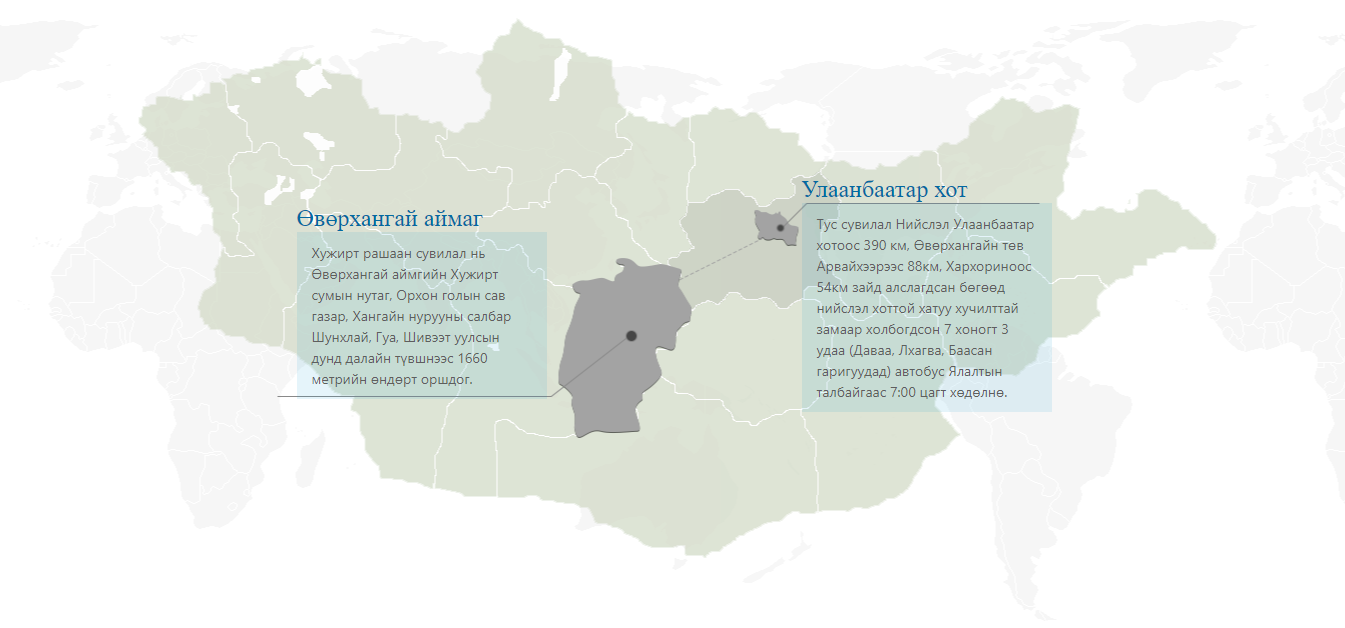 Өвөрхангай аймаг
Хужирт рашаан сувилал нь
Өвөрхангай аймгийн Хужирт
сумын нутаг, Орхон голын сав
газар, Хангайн нурууны салбар
Шунхлай, Гуа, Шивээт уулсын
дунд далайн түвшнээс 1660
метрийн өндөрт оршдог.
Улаанбаатар хот
Тус сувилал Нийслэл Улаанбаатар
хотоос 390 км, Өвөрхангайн төв
Арвайхээрээс 88км, Хархориноос
54км зайд алслагдсан бөгөөд
нийслэл хоттой хатуу хучилттай
замаар холбогдсон 7 хоногт 3
удаа (Даваа, Лхагва, Баасан
гаригуудад) автобус Ялалтын
талбайгаас 7:00 цагт хөдөлнө.